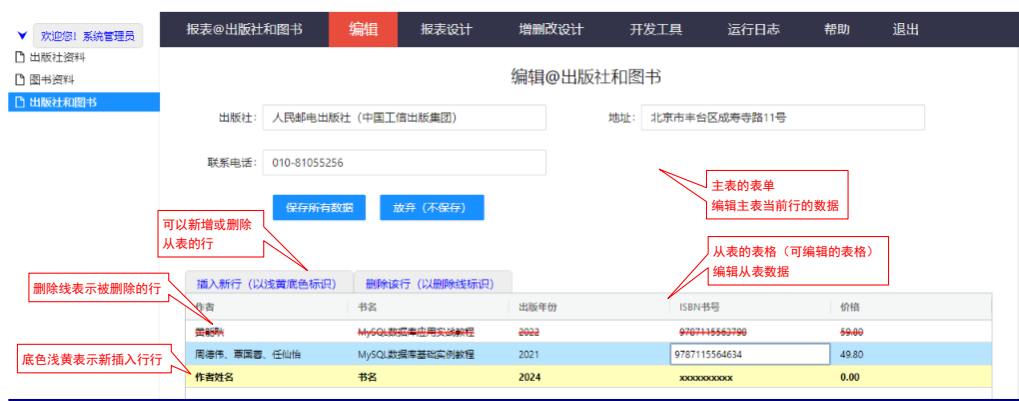 报表@出版社和图书 编辑 报表设计 增删改设计 开发工具 运行日志 帮助 退出
欢迎您！系统管理员
出版社资料
图书资料
出版社和图书
编辑@出版社和图书
出版社: 人民邮电出版社（中国工信出版集团） 地址: 北京市丰台区成寿寺路11号
联系电话: 010-81055256
保存所有数据 放弃（不保存）
主表的表单
编辑主表当前行的数据
可以新增或删除
从表的行
从表的表格（可编辑的表格）
编辑从表数据
插入新行（以浅黄底色标识） 删除该行（以删除线标识）
删除线表示被删除的行
作者 书名 出版年份 ISBN书号 价格
MySQL数据库应用实战教程 2022 9787115563798 59.80
周德伟、覃国蓉、任仙怡 MySQL数据库基础实例教程 2021 9787115564634 49.80
底色浅黄表示新插入行行
作者姓名 书名 2024 xxxxxxxxxx 0.00